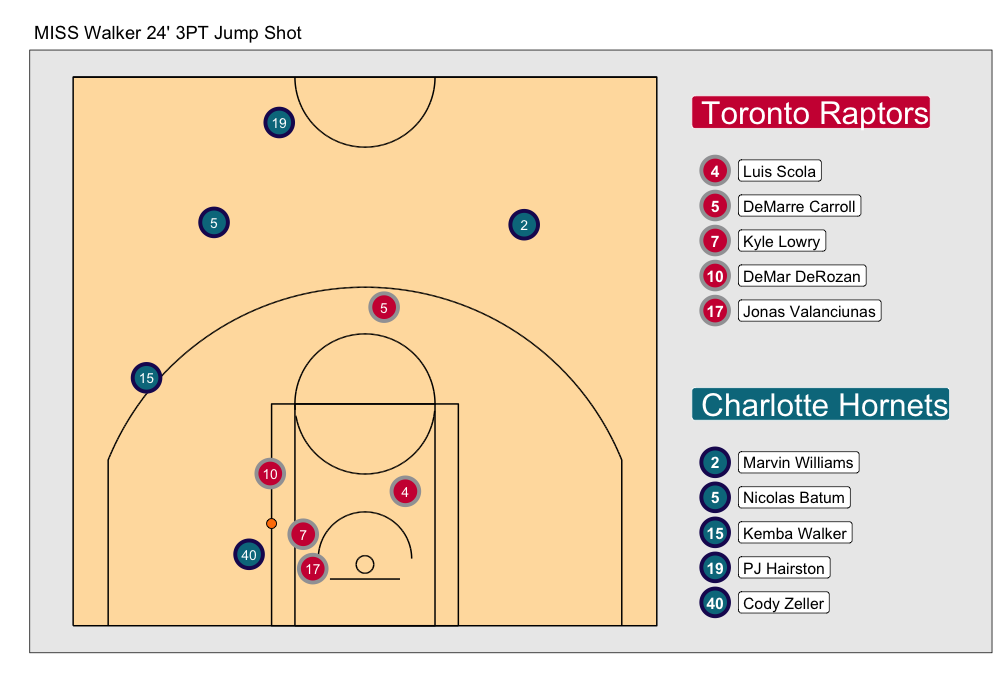 MISS Walker 24' 3PT Jump Shot
19
5
2
5
15
10
4
7
40
17
Toronto Raptors
4 Luis Scola
5 DeMarre Carroll
7 Kyle Lowry
10 DeMar DeRozan
17 Jonas Valanciunas
Charlotte Hornets
2 Marvin Williams
5 Nicolas Batum
15 Kemba Walker
19 PJ Hairston
40 Cody Zeller